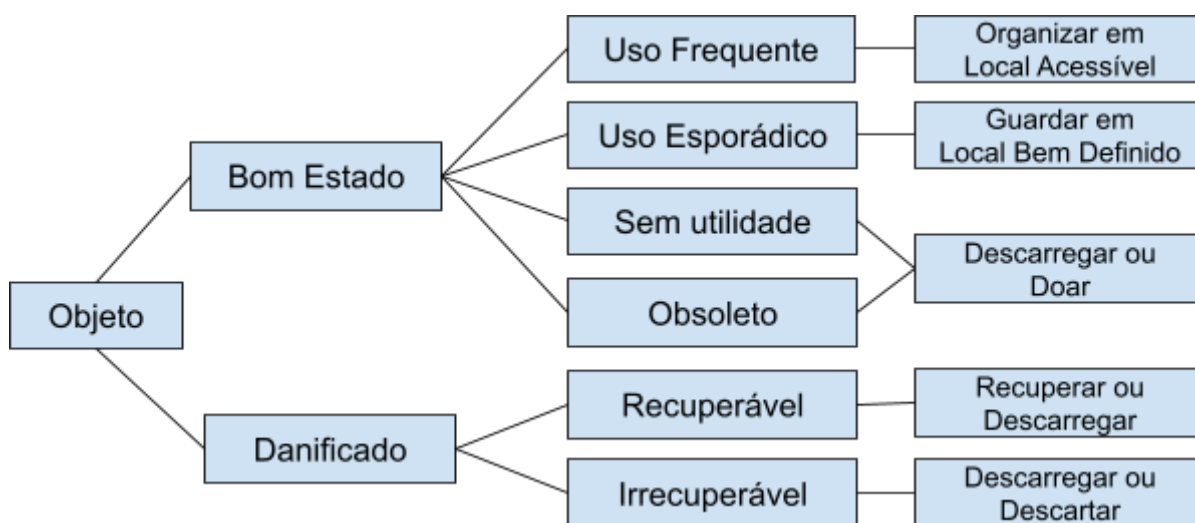 Uso Frequente
Organizar em
Local Acessível
Uso Esporádico
Guardar em
Local Bem Definido
Bom Estado
Sem utilidade
Descarregar ou
Doar
Objeto
Obsoleto
Recuperável
Recuperar ou
Descarregar
Danificado
Irrecuperável
Descarregar ou
Descartar